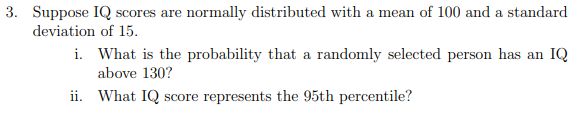 3. Suppose IQ scores are normally distributed with a mean of 100 and a standard
deviation of 15.
i. What is the probability that a randomly selected person has an IQ
above 130?
ii. What IQ score represents the 95th percentile?